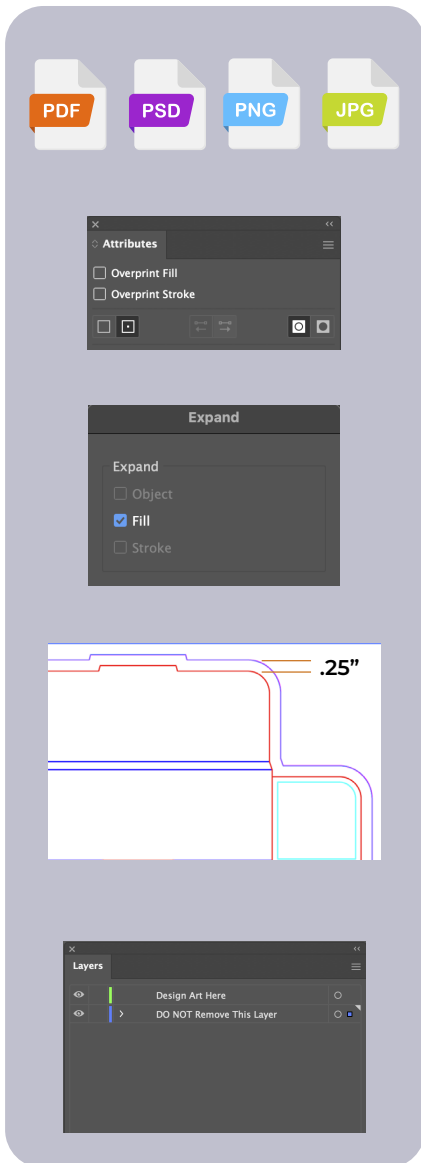 PDF PSD PNG JPG
Attributes
Overprint Fill
Overprint Stroke
Expand
Expand
Object
Fill
Stroke
.25”
Layers
Design Art Here
DO NOT Remove This Layer